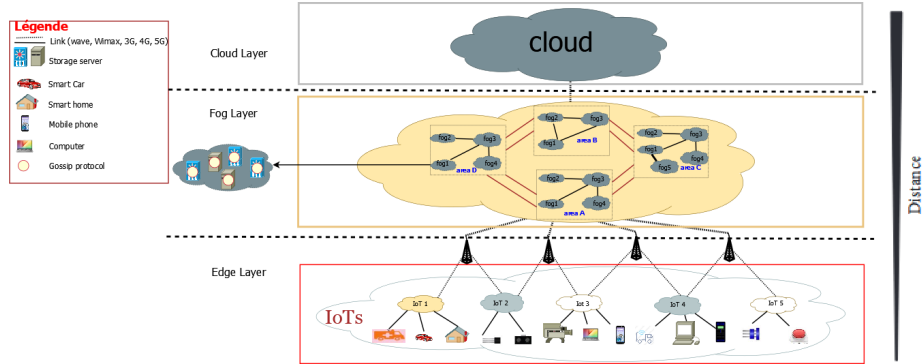 Légende
Link (wave, Wimax, 3G, 4G, 5G)
Storage server
Smart Car
Smart home
Mobile phone
Computer
Gossip protocol
Cloud Layer
cloud
Fog Layer
fog2
fog3
fog1
area B
fog2
fog3
fog1
fog4
area D
fog2
fog3
fog1
fog4
fog5
area C
fog2
fog3
fog1
fog4
area A
Edge Layer
IoTs
IoT 1
IoT 2
Iot 3
IoT 4
IoT 5
Distance